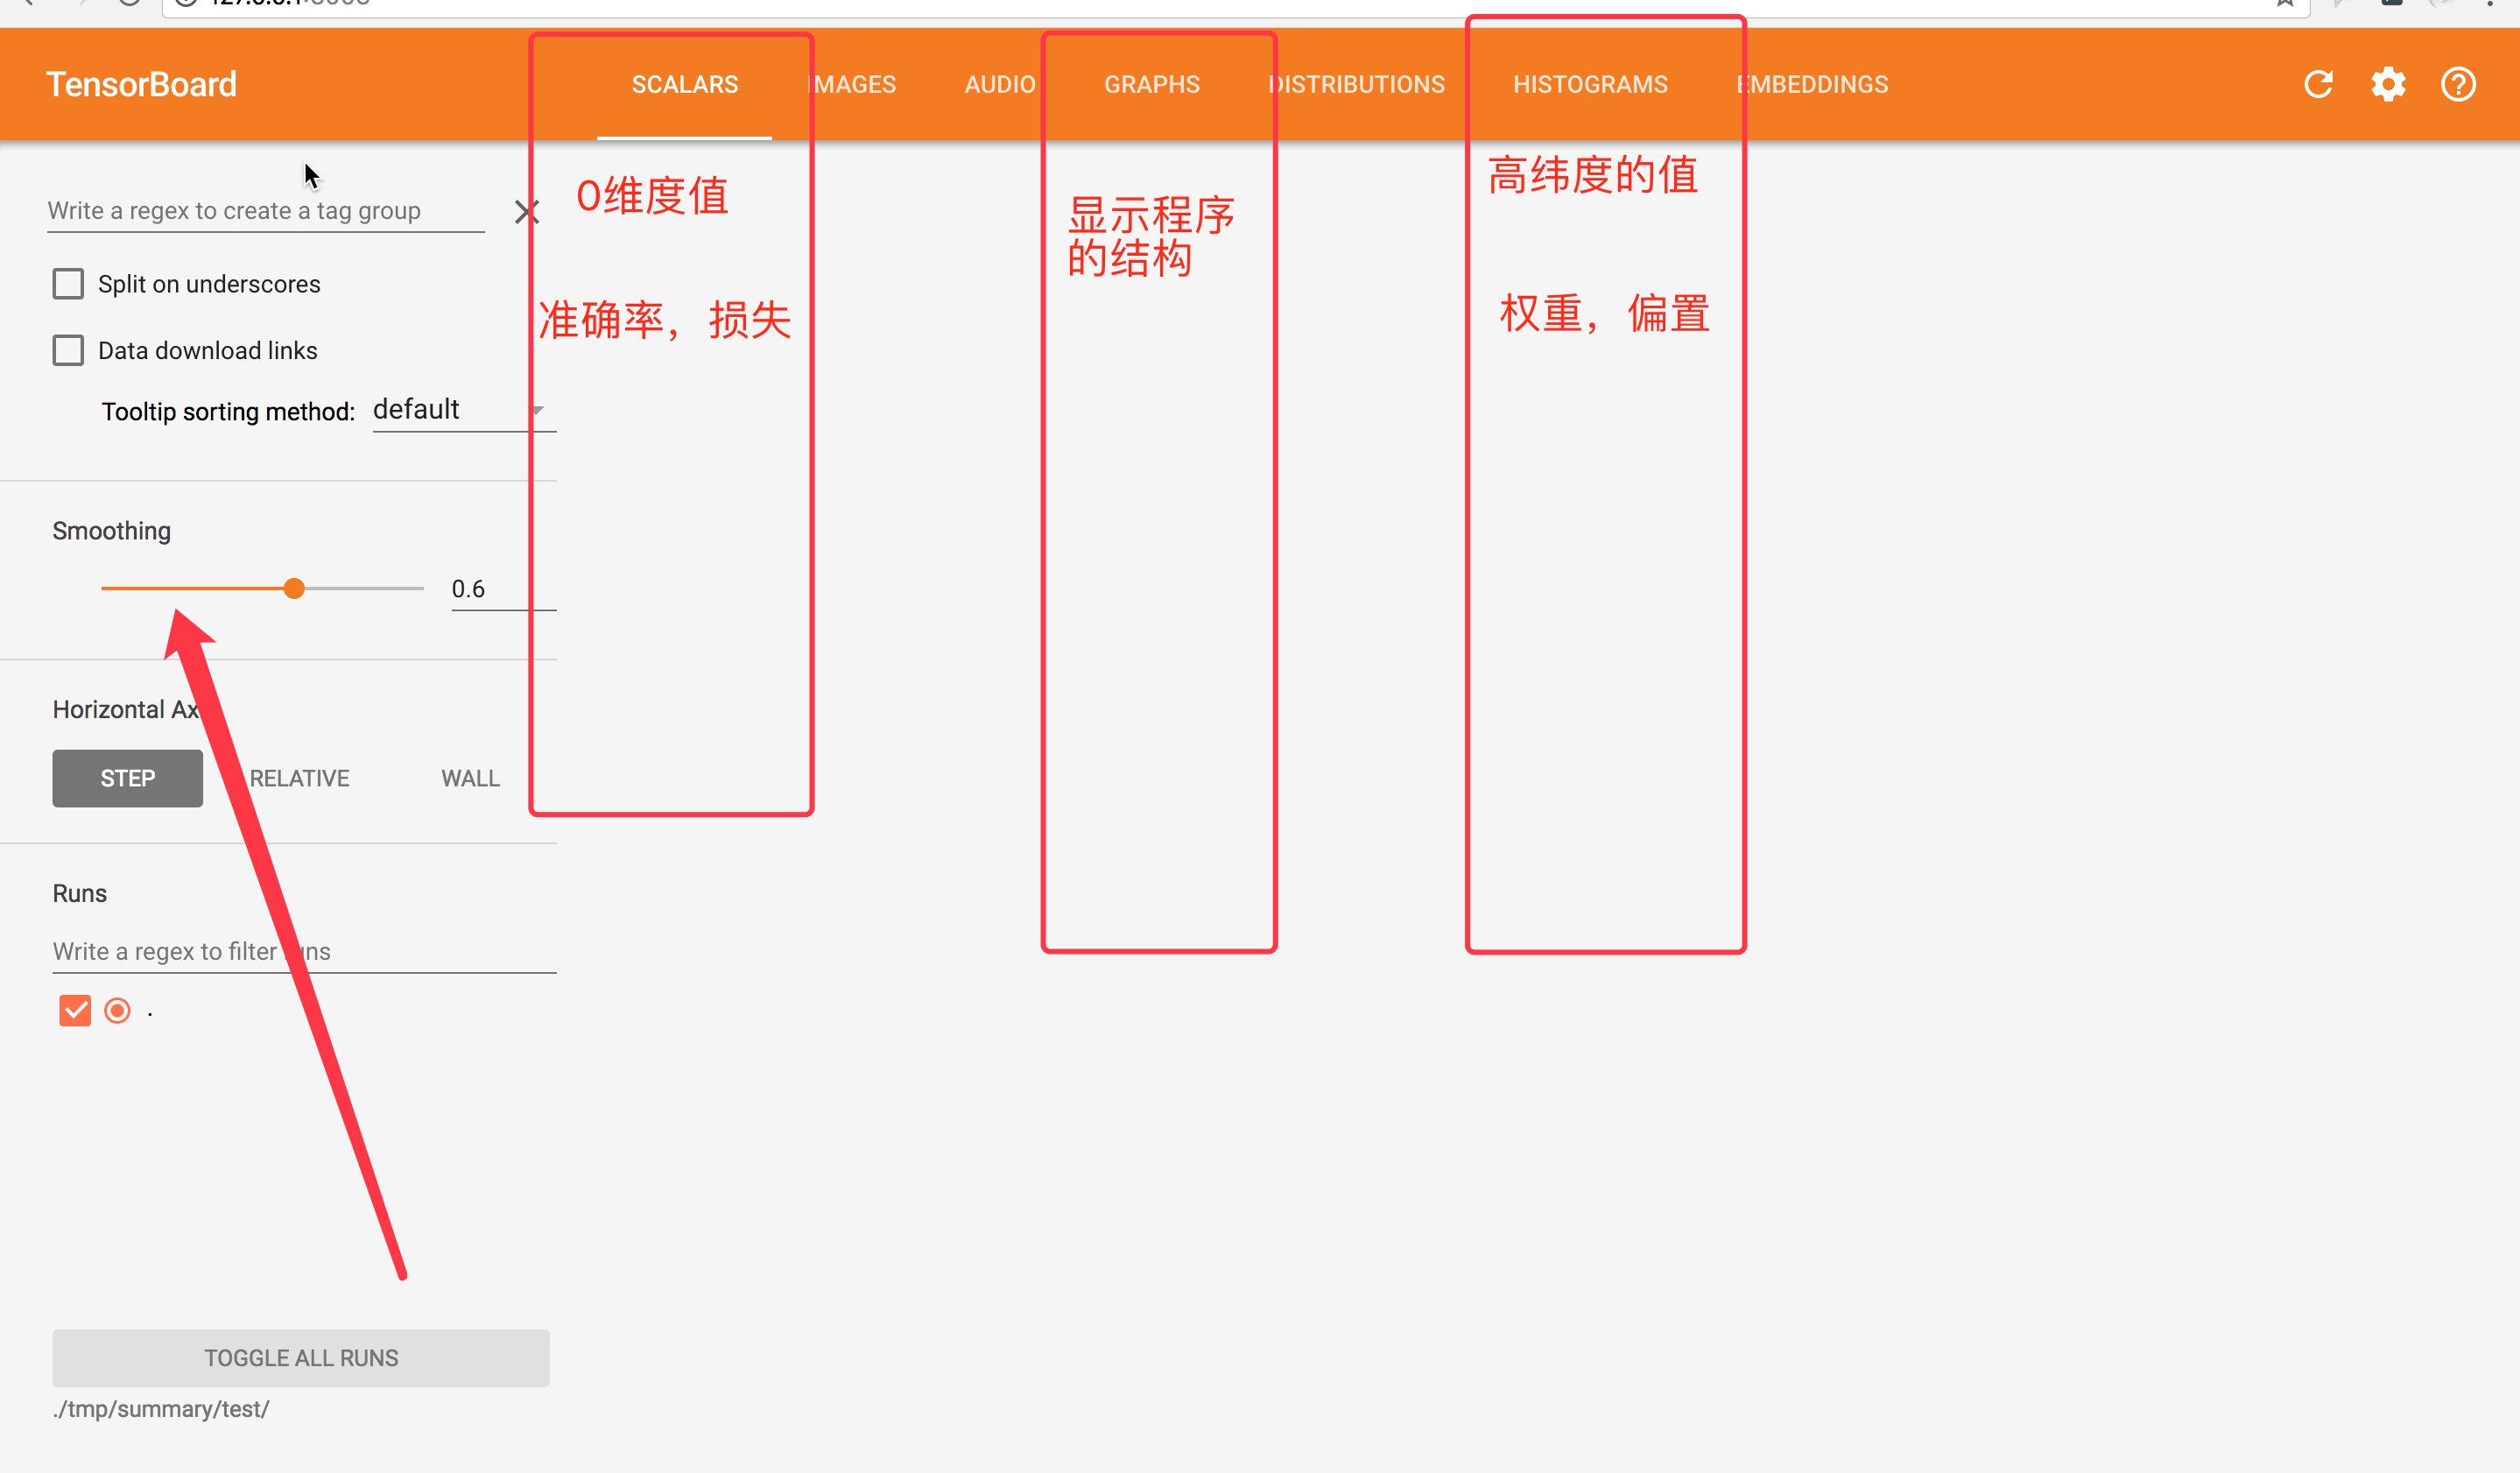 TensorBoard
SCALARS
IMAGES
AUDIO
GRAPHS
DISTRIBUTIONS
HISTOGRAMS
EMBEDDINGS
Write a regex to create a tag group
Split on underscores
Data download links
Tooltip sorting method: default
Smoothing
0.6
Horizontal Ax
STEP
RELATIVE
WALL
Runs
Write a regex to filter runs
.
TOGGLE ALL RUNS
./tmp/summary/test/
0维度值
准确率，损失
显示程序
的结构
高纬度的值
权重，偏置